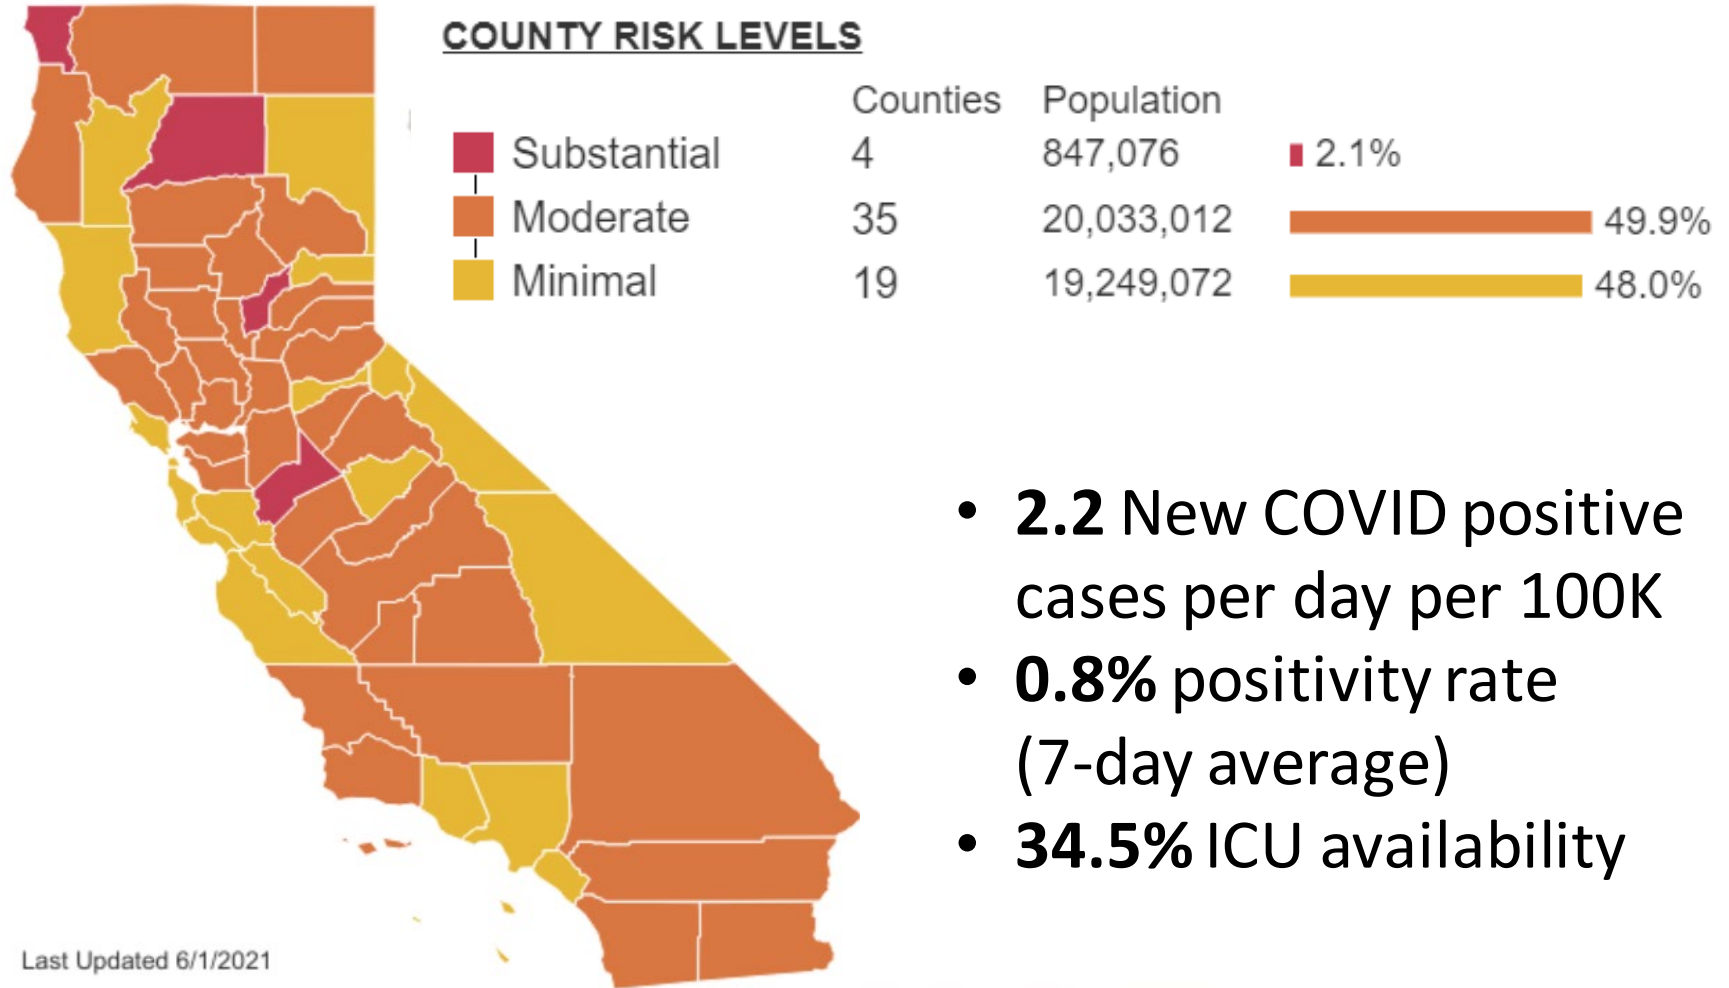 COUNTY RISK LEVELS
Counties Population
Substantial 4 847,076 2.1%
Moderate 35 20,033,012 49.9%
Minimal 19 19,249,072 48.0%
• 2.2 New COVID positive
cases per day per 100K
• 0.8% positivity rate
(7-day average)
• 34.5% ICU availability
Last Updated 6/1/2021